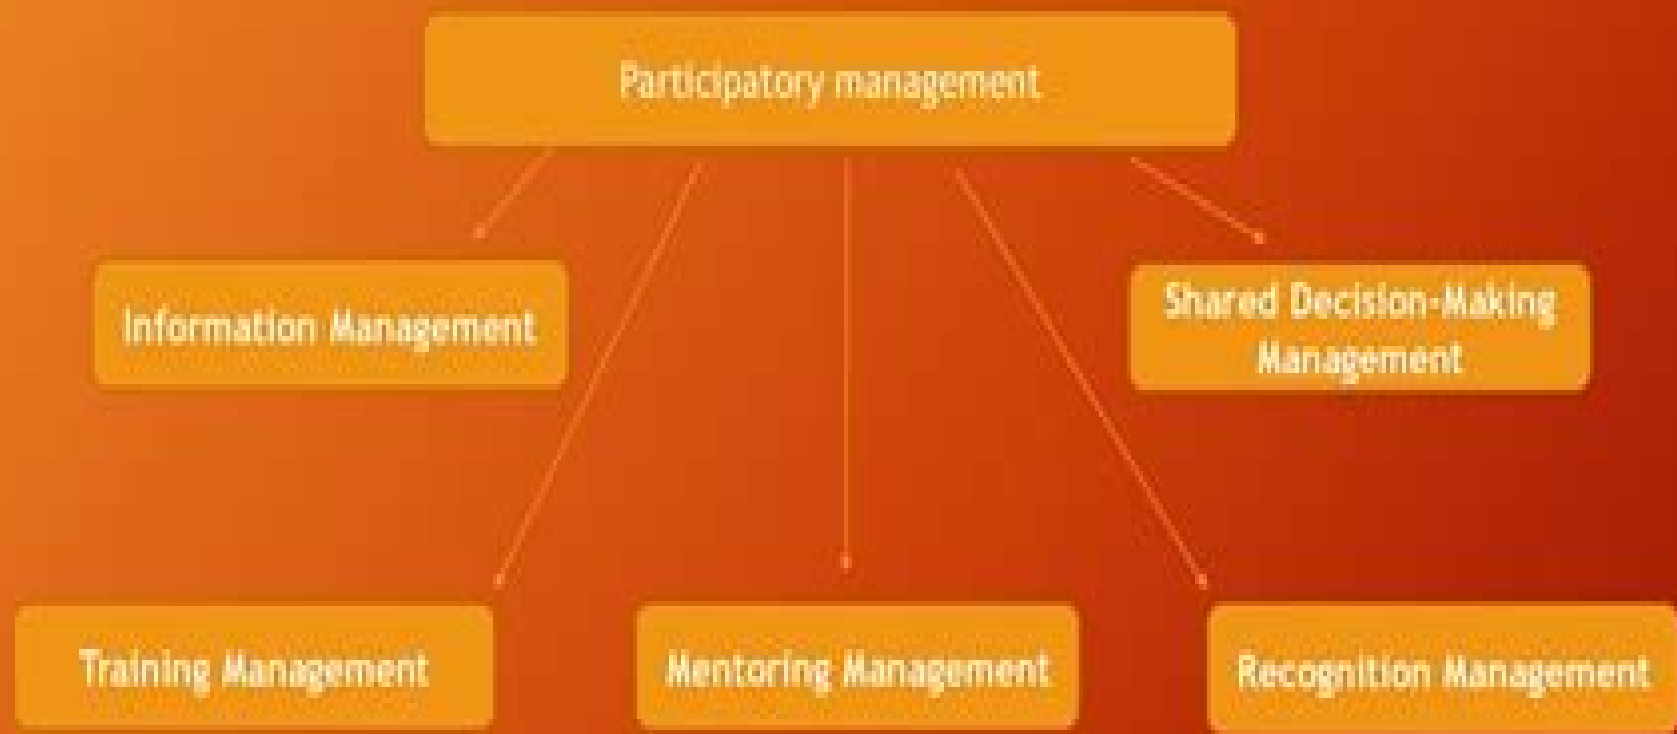 Participatory management
Information Management
Shared Decision-Making
Management
Training Management
Mentoring Management
Recognition Management